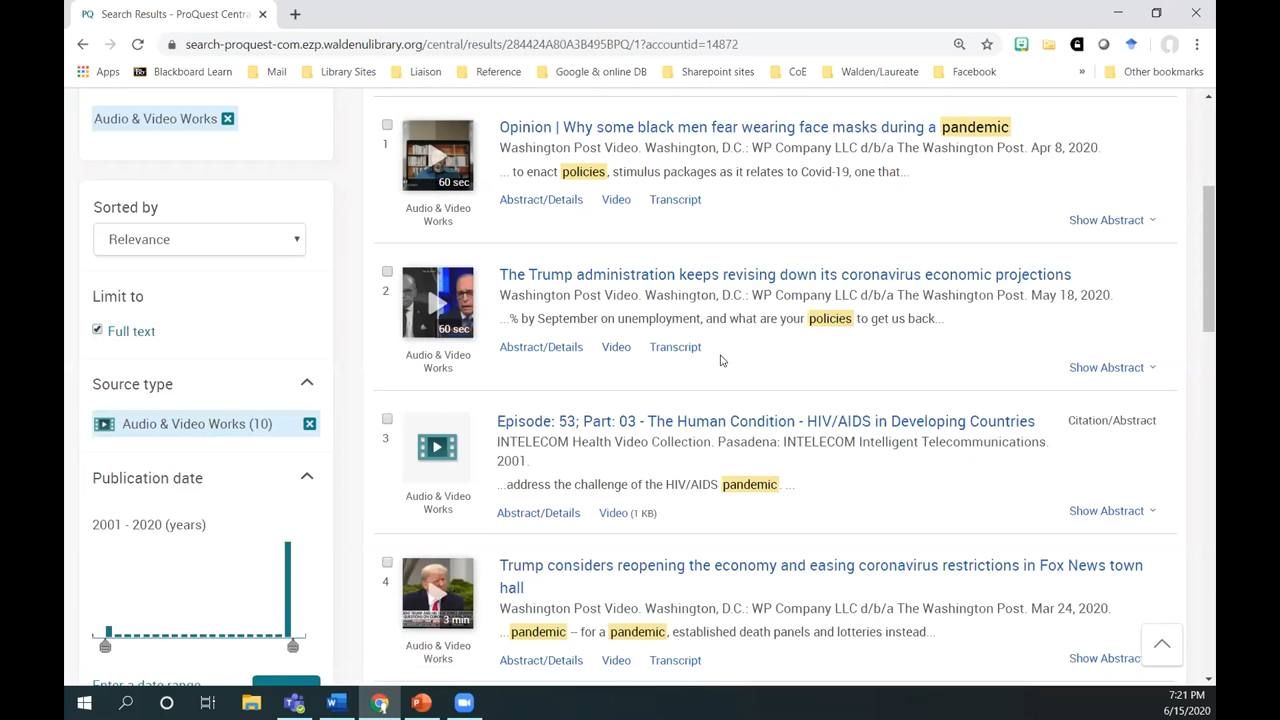 PQ Search Results - ProQuest Centra
search-proquest-com.ezp.waldenulibrary.org/central/results/284424A80A3B495BPQ/1?accountid=14872
Apps Bb Blackboard Learn Mail Library Sites Liaison Reference Google & online DB Sharepoint sites CoE Walden/Laureate Facebook » Other bookmarks
Audio & Video Works
Sorted by
Relevance
Limit to
Full text
Source type
Audio & Video Works (10)
Publication date
2001 - 2020 (years)
Enter a date range
1
60 sec
Audio & Video
Works
Opinion | Why some black men fear wearing face masks during a pandemic
Washington Post Video. Washington, D.C.: WP Company LLC d/b/a The Washington Post. Apr 8, 2020.
... to enact policies, stimulus packages as it relates to Covid-19, one that...
Abstract/Details Video Transcript
Show Abstract
2
60 sec
Audio & Video
Works
The Trump administration keeps revising down its coronavirus economic projections
Washington Post Video. Washington, D.C.: WP Company LLC d/b/a The Washington Post. May 18, 2020.
...% by September on unemployment, and what are your policies to get us back...
Abstract/Details Video Transcript
Show Abstract
3
Audio & Video
Works
Episode: 53; Part: 03 - The Human Condition - HIV/AIDS in Developing Countries
Citation/Abstract
INTELECOM Health Video Collection. Pasadena: INTELECOM Intelligent Telecommunications.
2001.
...address the challenge of the HIV/AIDS pandemic. ...
Abstract/Details Video (1 KB)
Show Abstract
4
3 min
Audio & Video
Works
Trump considers reopening the economy and easing coronavirus restrictions in Fox News town
hall
Washington Post Video. Washington, D.C.: WP Company LLC d/b/a The Washington Post. Mar 24, 2020.
...pandemic -- for a pandemic, established death panels and lotteries instead...
Abstract/Details Video Transcript
Show Abstrac
7:21 PM
6/15/2020